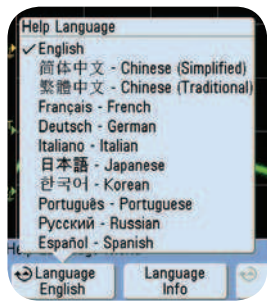 Help Language
✓ English
简体中文 - Chinese (Simplified)
繁體中文 - Chinese (Traditional)
Français - French
Deutsch - German
Italiano - Italian
日本語 - Japanese
한국어 - Korean
Português - Portuguese
Русский - Russian
Español - Spanish
Language
English
Language
Info